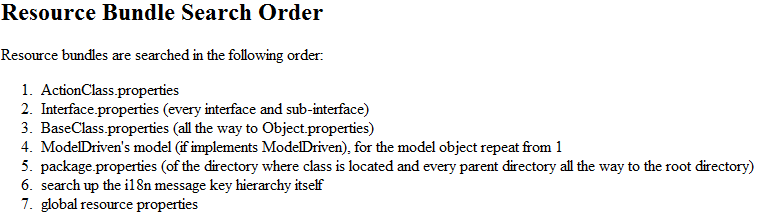 Resource Bundle Search Order
Resource bundles are searched in the following order:
1. ActionClass.properties
2. Interface.properties (every interface and sub-interface)
3. BaseClass.properties (all the way to Object.properties)
4. ModelDriven's model (if implements ModelDriven), for the model object repeat from 1
5. package.properties (of the directory where class is located and every parent directory all the way to the root directory)
6. search up the i18n message key hierarchy itself
7. global resource properties